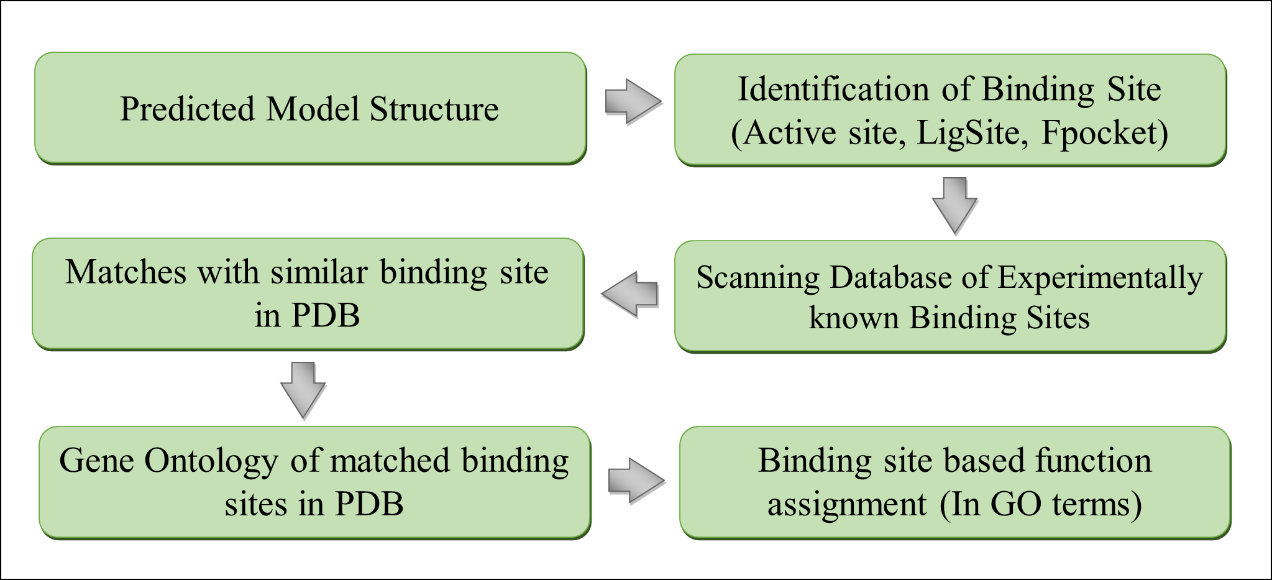 Predicted Model Structure
Identification of Binding Site
(Active site, LigSite, Fpocket)
Scanning Database of Experimentally
known Binding Sites
Matches with similar binding site
in PDB
Gene Ontology of matched binding
sites in PDB
Binding site based function
assignment (In GO terms)